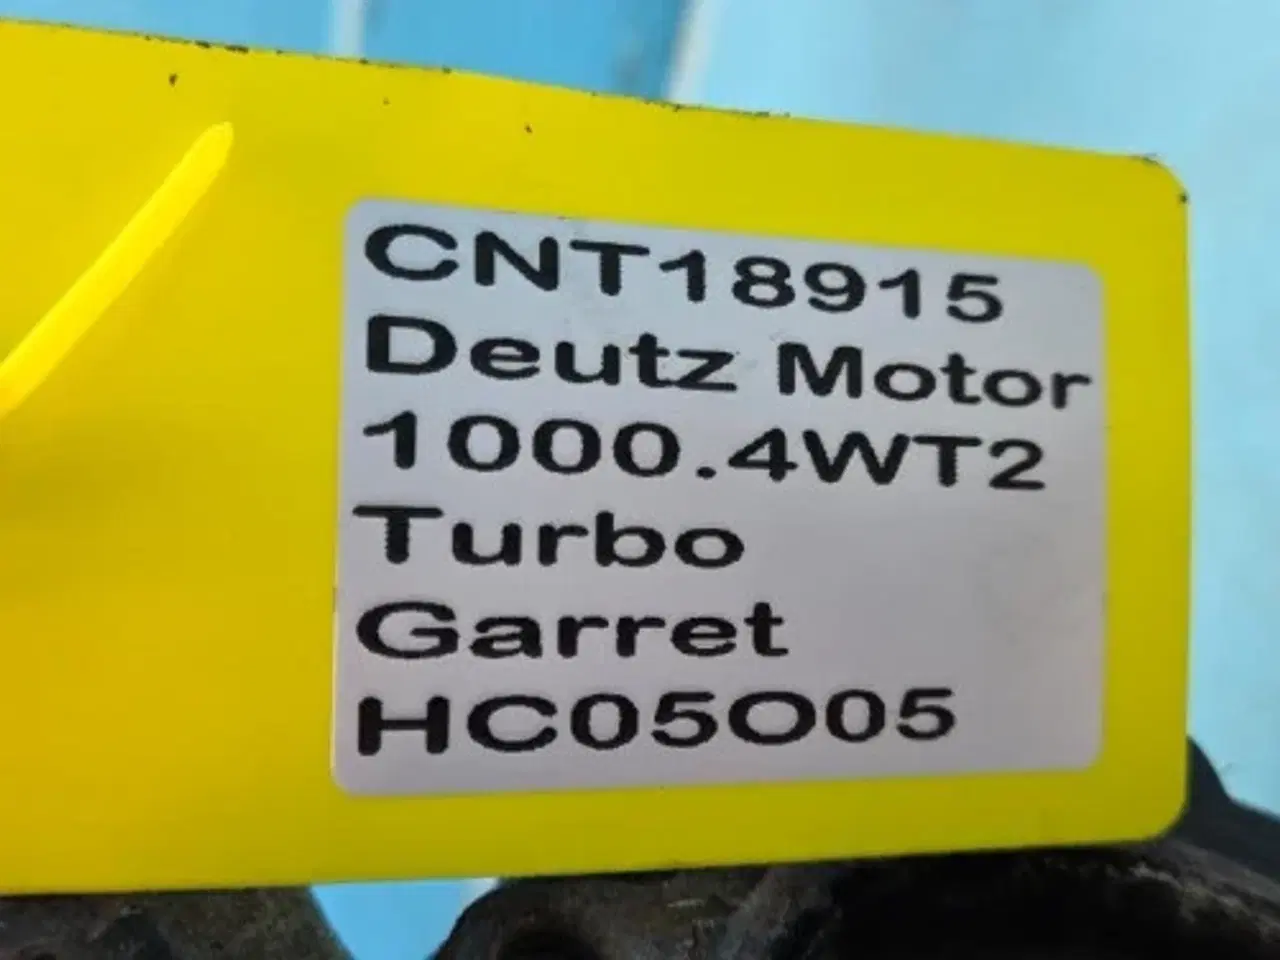 CNT18915
Deutz Motor
1000.4WT2
Turbo
Garret
HC05O05